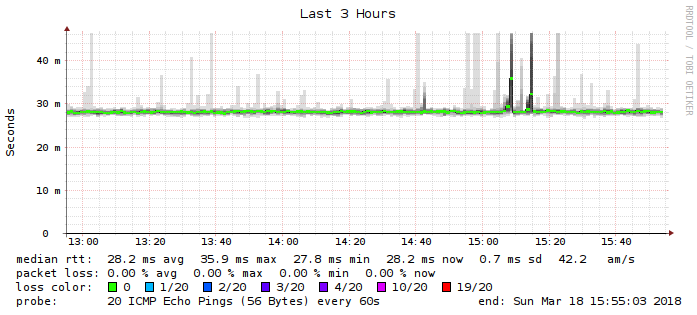 Last 3 Hours
RRDTOOL / TOBI OETIKER
Seconds
40 m
30 m
20 m
10 m
0
13:00 13:20 13:40 14:00 14:20 14:40 15:00 15:20 15:40
median rtt: 28.2 ms avg 35.9 ms max 27.8 ms min 28.2 ms now 0.7 ms sd 42.2 am/s
packet loss: 0.00 % avg 0.00 % max 0.00 % min 0.00 % now
loss color: 0 1/20 2/20 3/20 4/20 10/20 19/20
probe: 20 ICMP Echo Pings (56 Bytes) every 60s end: Sun Mar 18 15:55:03 2018